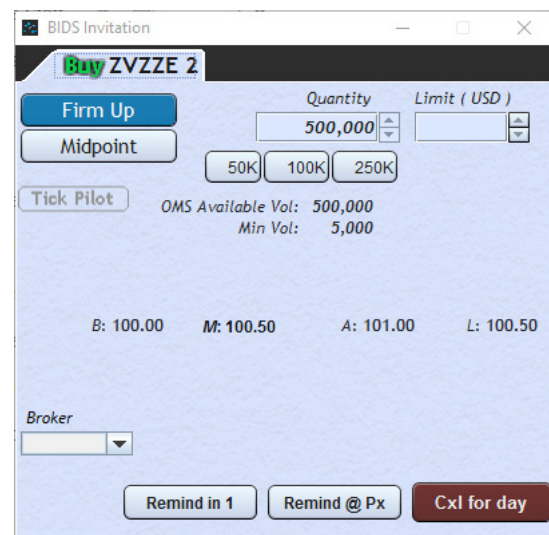 BIDS Invitation
Buy ZVZZE 2
Firm Up
Quantity
Limit ( USD )
500,000
Midpoint
50K
100K
250K
Tick Pilot
OMS Available Vol: 500,000
Min Vol: 5,000
B: 100.00
M: 100.50
A: 101.00
L: 100.50
Broker
Remind in 1
Remind @ Px
Cxl for day